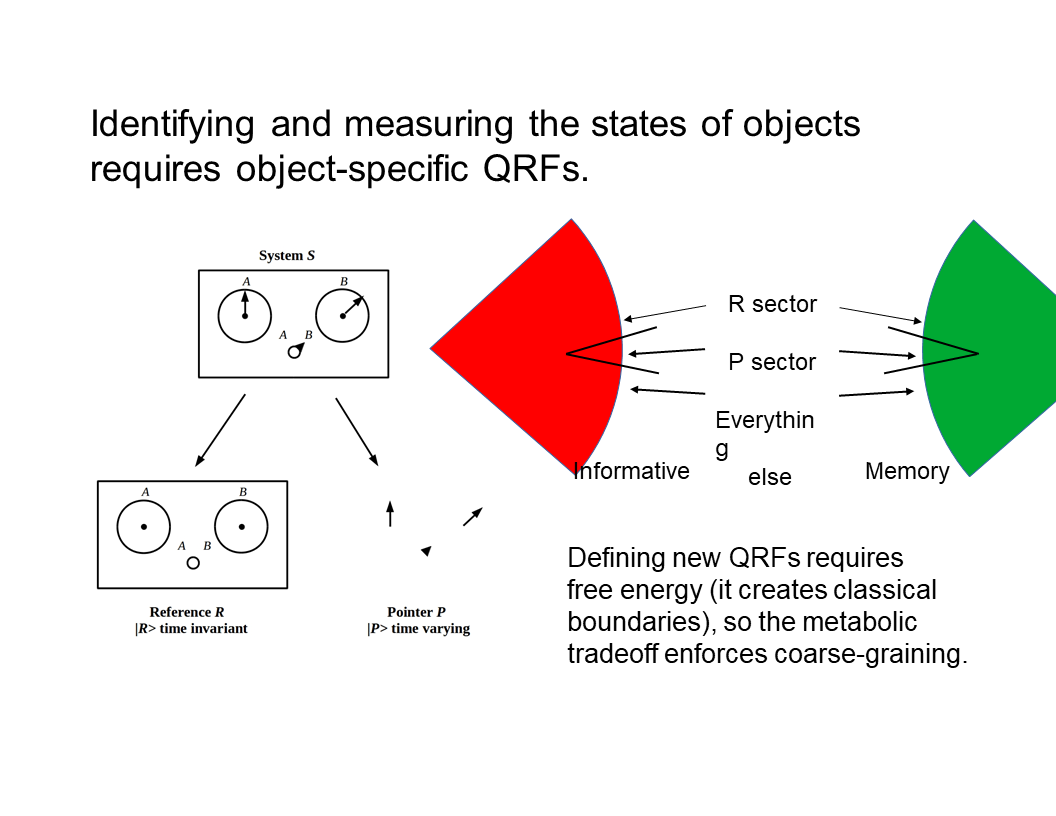 Identifying and measuring the states of objects
requires object-specific QRFs.
System S
A B
A B
Reference R
|R> time invariant
A B
A B
Pointer P
|P> time varying
R sector
P sector
Everythin
g
else
Informative
Memory
Defining new QRFs requires
free energy (it creates classical
boundaries), so the metabolic
tradeoff enforces coarse-graining.